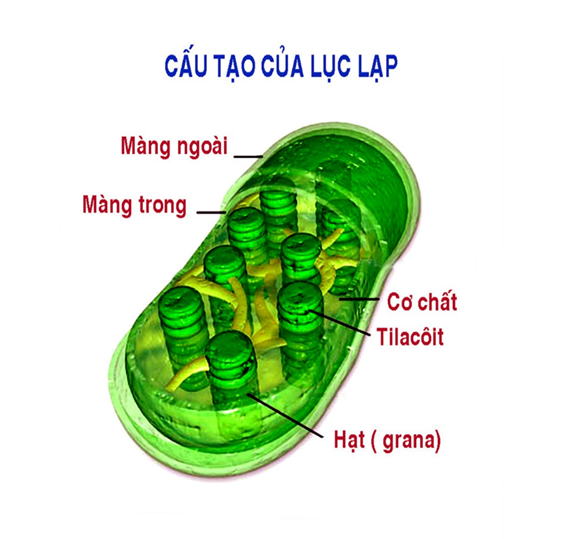 CẤU TẠO CỦA LỤC LẠP
Màng ngoài
Màng trong
Cơ chất
Tilacôit
Hạt ( grana)